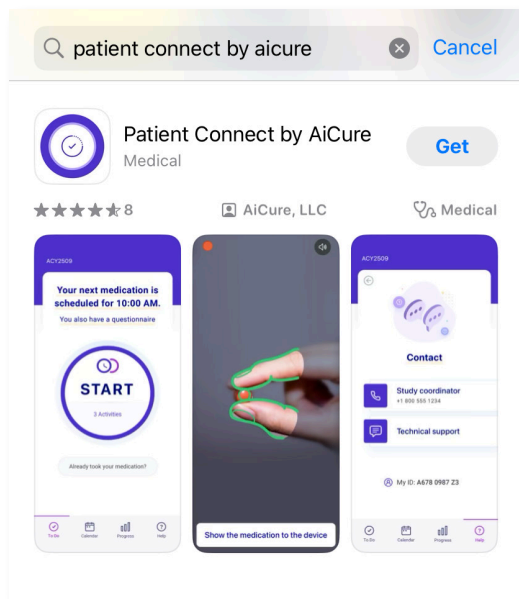 patient connect by aicure
Cancel
Patient Connect by AiCure
Medical
Get
8
AiCure, LLC
Medical
ACY2509
Your next medication is
scheduled for 10:00 AM.
You also have a questionnaire
START
3 Activities
Already took your medication?
To Do
Calendar
Progress
Help
Show the medication to the device
ACY2509
Contact
Study coordinator
+1 800 555 1234
Technical support
My ID: A678 0987 Z3
To Do
Calendar
Progress
Help